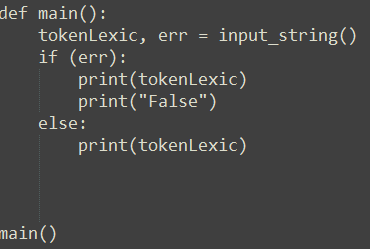 def main():
    tokenLexic, err = input_string()
    if (err):
        print(tokenLexic)
        print("False")
    else:
        print(tokenLexic)
main()